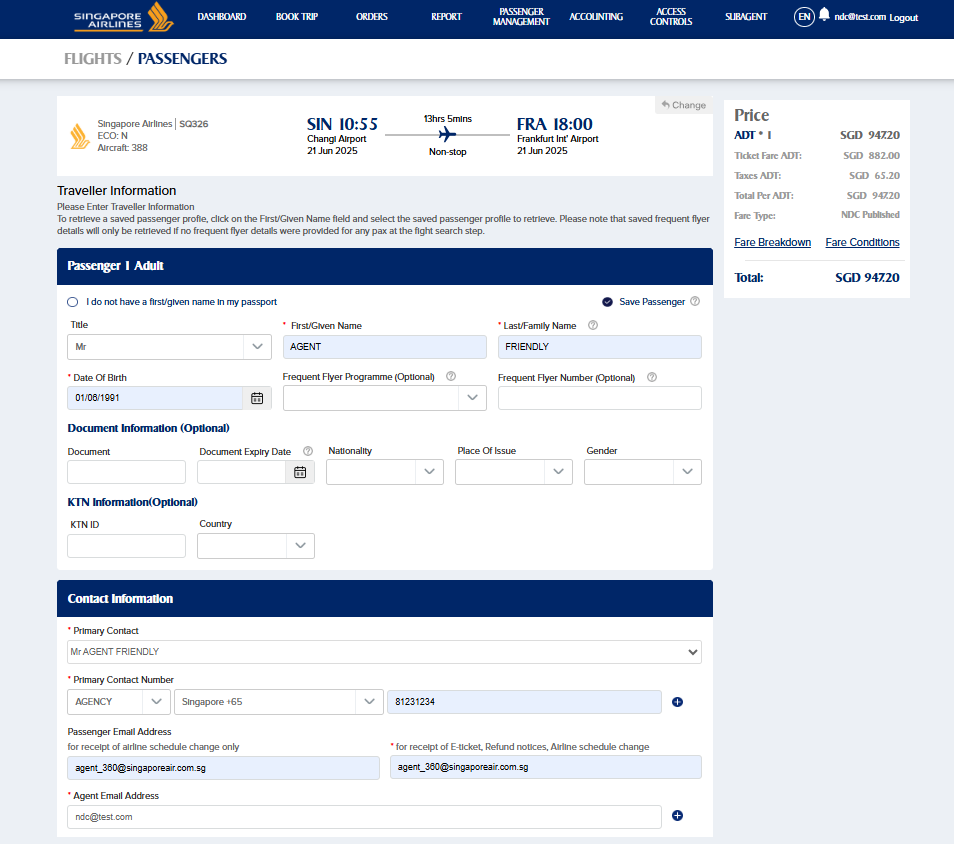 SINGAPORE AIRLINES
DASHBOARD
BOOK TRIP
ORDERS
REPORT
PASSENGER MANAGEMENT
ACCOUNTING
ACCESS CONTROLS
SUBAGENT
EN
ndc@test.com Logout
FLIGHTS / PASSENGERS
Change
Singapore Airlines | SQ326
ECO: N
Aircraft: 388
SIN 10:55
Changi Airport
21 Jun 2025
13hrs 5mins
Non-stop
FRA 18:00
Frankfurt Int' Airport
21 Jun 2025
Price
ADT * 1 SGD 947.20
Ticket Fare ADT: SGD 882.00
Taxes ADT: SGD 65.20
Total Per ADT: SGD 947.20
Fare Type: NDC Published
Fare Breakdown Fare Conditions
Total: SGD 947.20
Traveller Information
Please Enter Traveller Information
To retrieve a saved passenger profie, click on the First/Given Name field and select the saved passenger profile to retrieve. Please note that saved frequent flyer
details will only be retrieved if no frequent flyer details were provided for any pax at the fight search step.
Passenger 1 Adult
I do not have a first/given name in my passport
Save Passenger ?
Title
* First/Given Name
* Last/Family Name ?
Mr
AGENT
FRIENDLY
* Date Of Birth
Frequent Flyer Programme (Optional) ?
Frequent Flyer Number (Optional) ?
01/06/1991
Document Information (Optional)
Document
Document Expiry Date ?
Nationality
Place Of Issue
Gender
KTN Information(Optional)
KTN ID
Country
Contact Information
* Primary Contact
Mr AGENT FRIENDLY
* Primary Contact Number
AGENCY
Singapore +65
81231234
Passenger Email Address
for receipt of airline schedule change only
* for receipt of E-ticket, Refund notices, Airline schedule change
agent_360@singaporeair.com.sg
agent_360@singaporeair.com.sg
* Agent Email Address
ndc@test.com